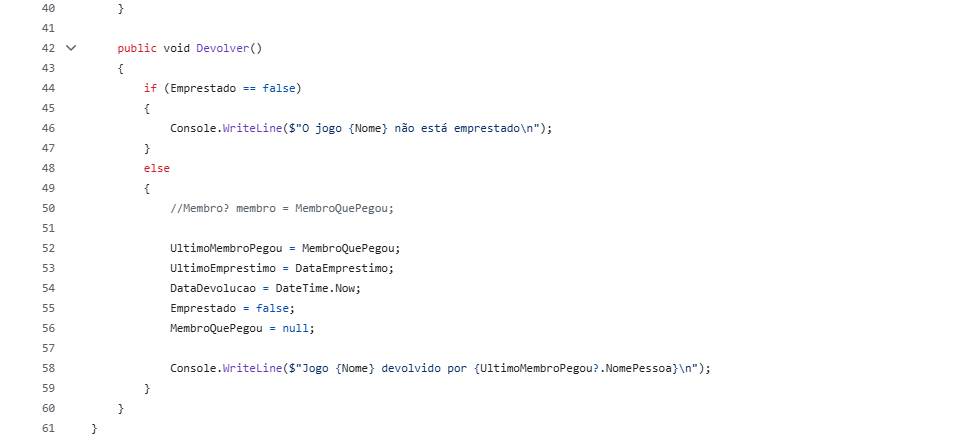 40 }
41
42 public void Devolver()
43 {
44 if (Emprestado == false)
45 {
46 Console.WriteLine($"O jogo {Nome} não está emprestado\n");
47 }
48 else
49 {
50 //Membro? membro = MembroQuePegou;
51
52 UltimoMembroPegou = MembroQuePegou;
53 UltimoEmprestimo = DataEmprestimo;
54 DataDevolucao = DateTime.Now;
55 Emprestado = false;
56 MembroQuePegou = null;
57
58 Console.WriteLine($"Jogo {Nome} devolvido por {UltimoMembroPegou?.NomePessoa}\n");
59 }
60 }
61 }